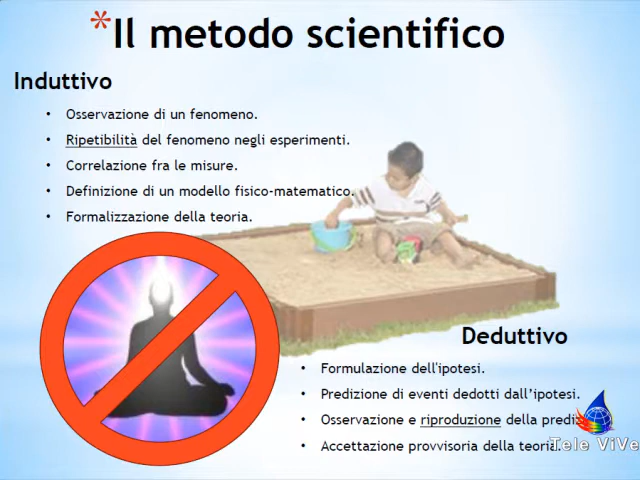 *Il metodo scientifico
Induttivo
• Osservazione di un fenomeno.
• Ripetibilità del fenomeno negli esperimenti.
• Correlazione fra le misure.
• Definizione di un modello fisico-matematico.
• Formalizzazione della teoria.
Deduttivo
• Formulazione dell'ipotesi.
• Predizione di eventi dedotti dall'ipotesi.
• Osservazione e riproduzione della
• Accettazione provvisoria della teoria.
Tele ViVe